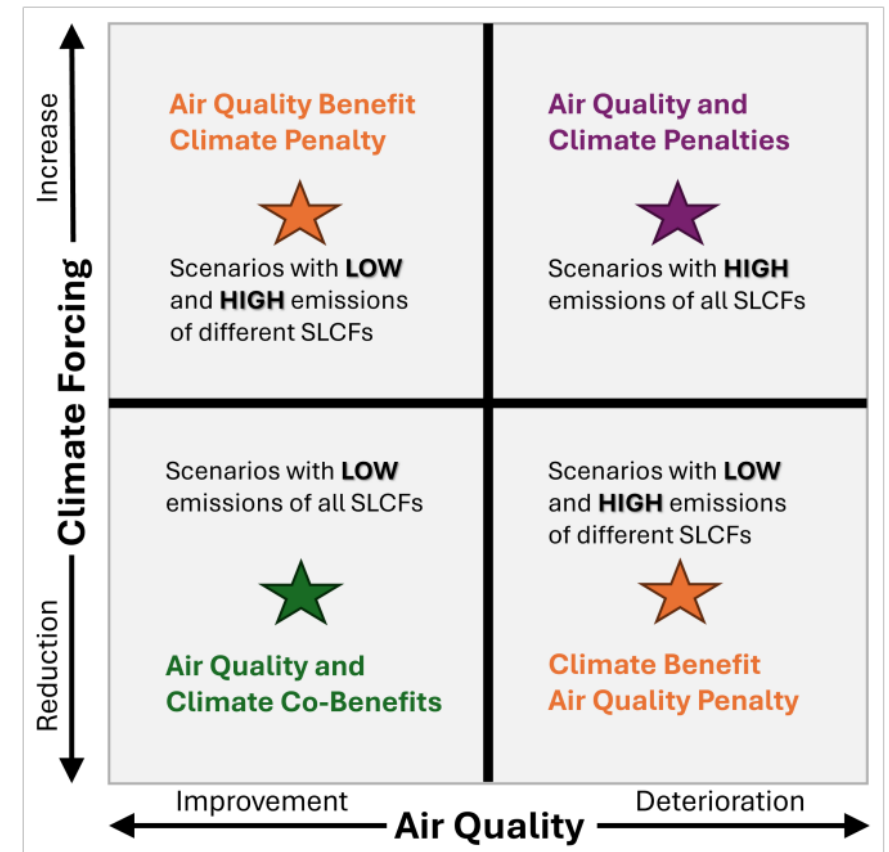 Climate Forcing
Increase
Reduction
Air Quality Benefit
Climate Penalty
Scenarios with LOW
and HIGH emissions
of different SLCFs
Air Quality and
Climate Penalties
Scenarios with HIGH
emissions of all SLCFs
Scenarios with LOW
emissions of all SLCFs
Air Quality and
Climate Co-Benefits
Scenarios with LOW
and HIGH emissions
of different SLCFs
Climate Benefit
Air Quality Penalty
Improvement
Deterioration
Air Quality